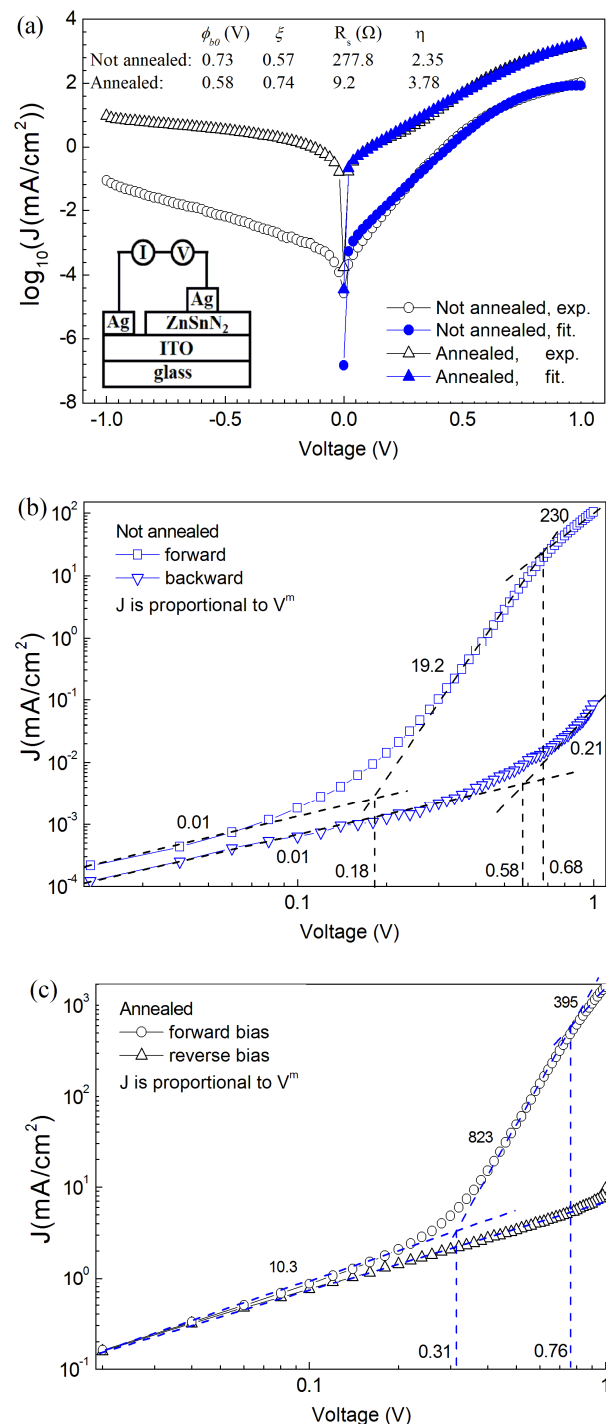 (a)
ϕb0 (V) ξ Rs (Ω) η
Not annealed: 0.73 0.57 277.8 2.35
Annealed: 0.58 0.74 9.2 3.78
4
2
0
-2
-4
-6
-8
log10(J(mA/cm2))
I V
Ag
Ag ZnSnN2
ITO
glass
Not annealed, exp.
Not annealed, fit.
Annealed, exp.
Annealed, fit.
-1.0 -0.5 0.0 0.5 1.0
Voltage (V)
(b)
Not annealed
forward
backward
J is proportional to Vm
10^2
10^1
10^0
10^-1
10^-2
10^-3
10^-4
J(mA/cm2)
230
19.2
0.21
0.01
0.01
0.18
0.58
0.68
0.1 1
Voltage (V)
(c)
Annealed
forward bias
reverse bias
J is proportional to Vm
10^3
10^2
10^1
10^0
10^-1
J(mA/cm2)
395
823
10.3
0.31
0.76
0.1 1
Voltage (V)